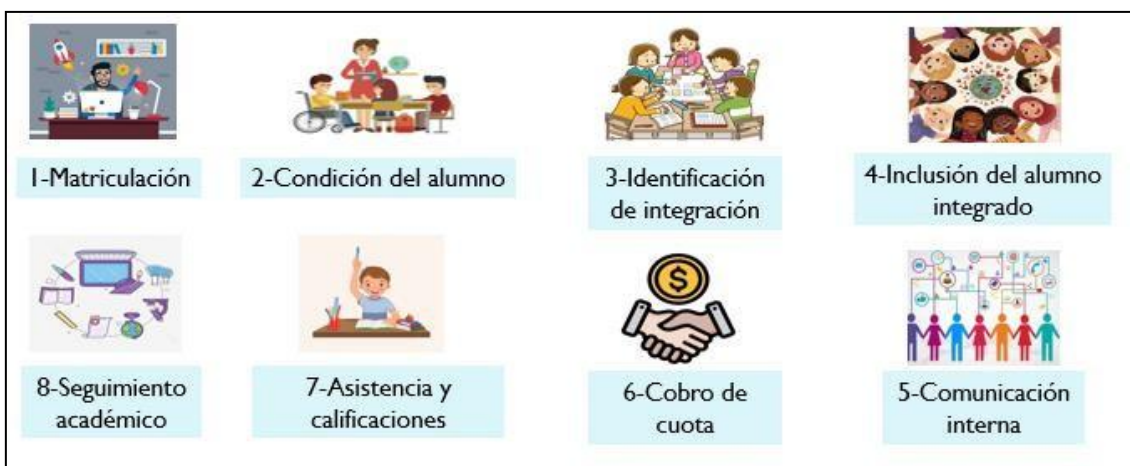 1-Matriculación
2-Condición del alumno
3-Identificación
de integración
4-Inclusión del alumno
integrado
8-Seguimiento
académico
7-Asistencia y
calificaciones
6-Cobro de
cuota
5-Comunicación
interna